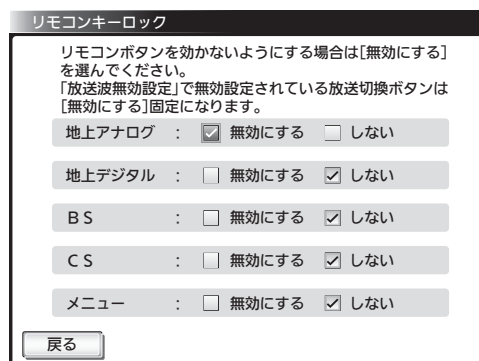 リモコンキーロック
リモコンボタンを効かないようにする場合は[無効にする]
を選んでください。
「放送波無効設定」で無効設定されている放送切換ボタンは
[無効にする]固定になります。
地上アナログ : 無効にする しない
地上デジタル : 無効にする しない
BS : 無効にする しない
CS : 無効にする しない
メニュー : 無効にする しない
戻る